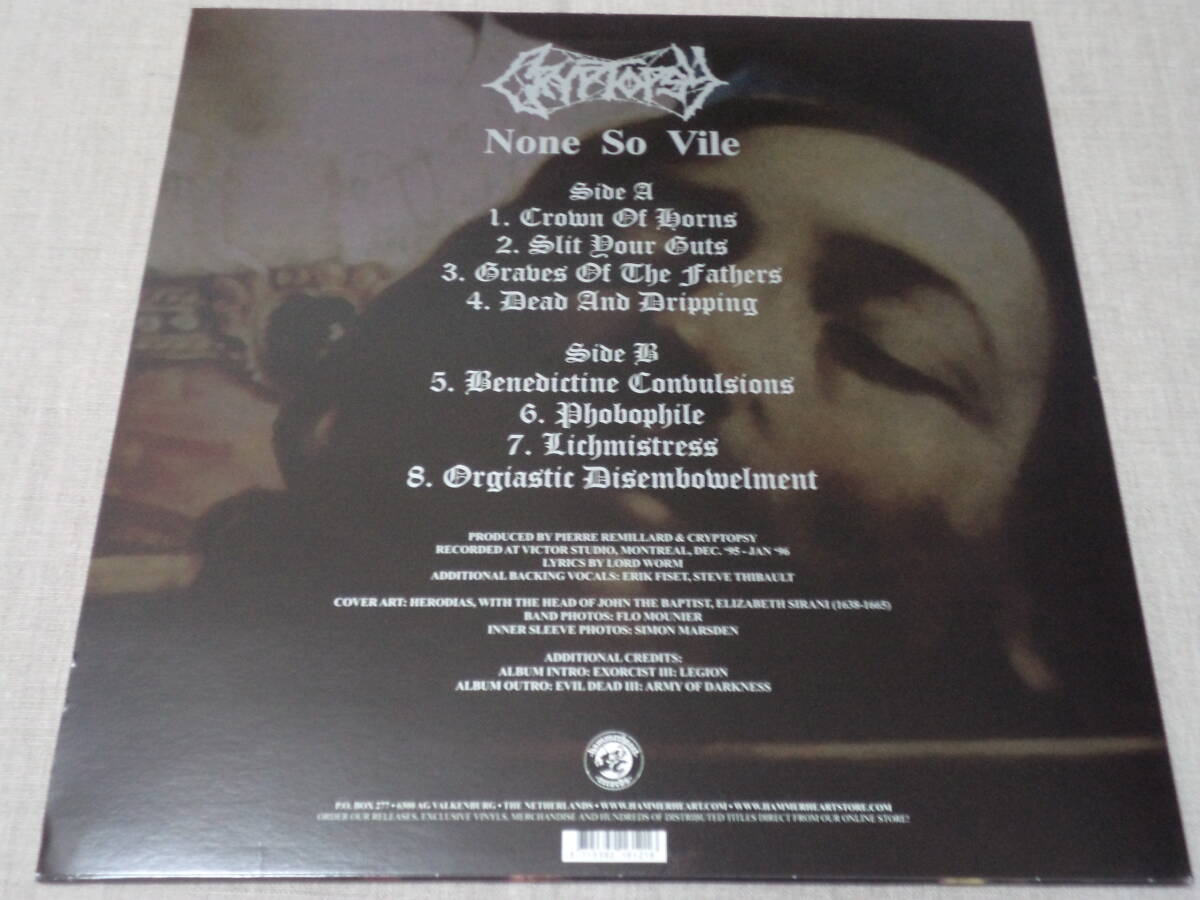 CRYPTOPSY
None So Vile
Side A
1. Crown Of Horns
2. Slit Your Guts
3. Graves Of The Fathers
4. Dead And Dripping
Side B
5. Benedictine Convulsions
6. Phobophile
7. Lichmistress
8. Orgiastic Disembowelment
PRODUCED BY PIERRE REMILLARD & CRYPTOPSY
RECORDED AT VICTOR STUDIO, MONTREAL, DEC. '95 - JAN '96
LYRICS BY LORD WORM
ADDITIONAL BACKING VOCALS: ERIK FISET, STEVE THIBAULT
COVER ART: HERODIAS, WITH THE HEAD OF JOHN THE BAPTIST, ELIZABETH SIRANI (1638-1665)
BAND PHOTOS: FLO MOUNIER
INNER SLEEVE PHOTOS: SIMON MARSDEN
ADDITIONAL CREDITS:
ALBUM INTRO: EXORCIST III: LEGION
ALBUM OUTRO: EVIL DEAD III: ARMY OF DARKNESS
hammerheart
RECORDS
P.O. BOX 277 • 6300 AG VALKENBURG • THE NETHERLANDS • WWW.HAMMERHEART.COM • WWW.HAMMERHEARTSTORE.COM
ORDER OUR RELEASES, EXCLUSIVE VINYLS, MERCHANDISE AND HUNDREDS OF DISTRIBUTED TITLES DIRECT FROM OUR ONLINE STORE!